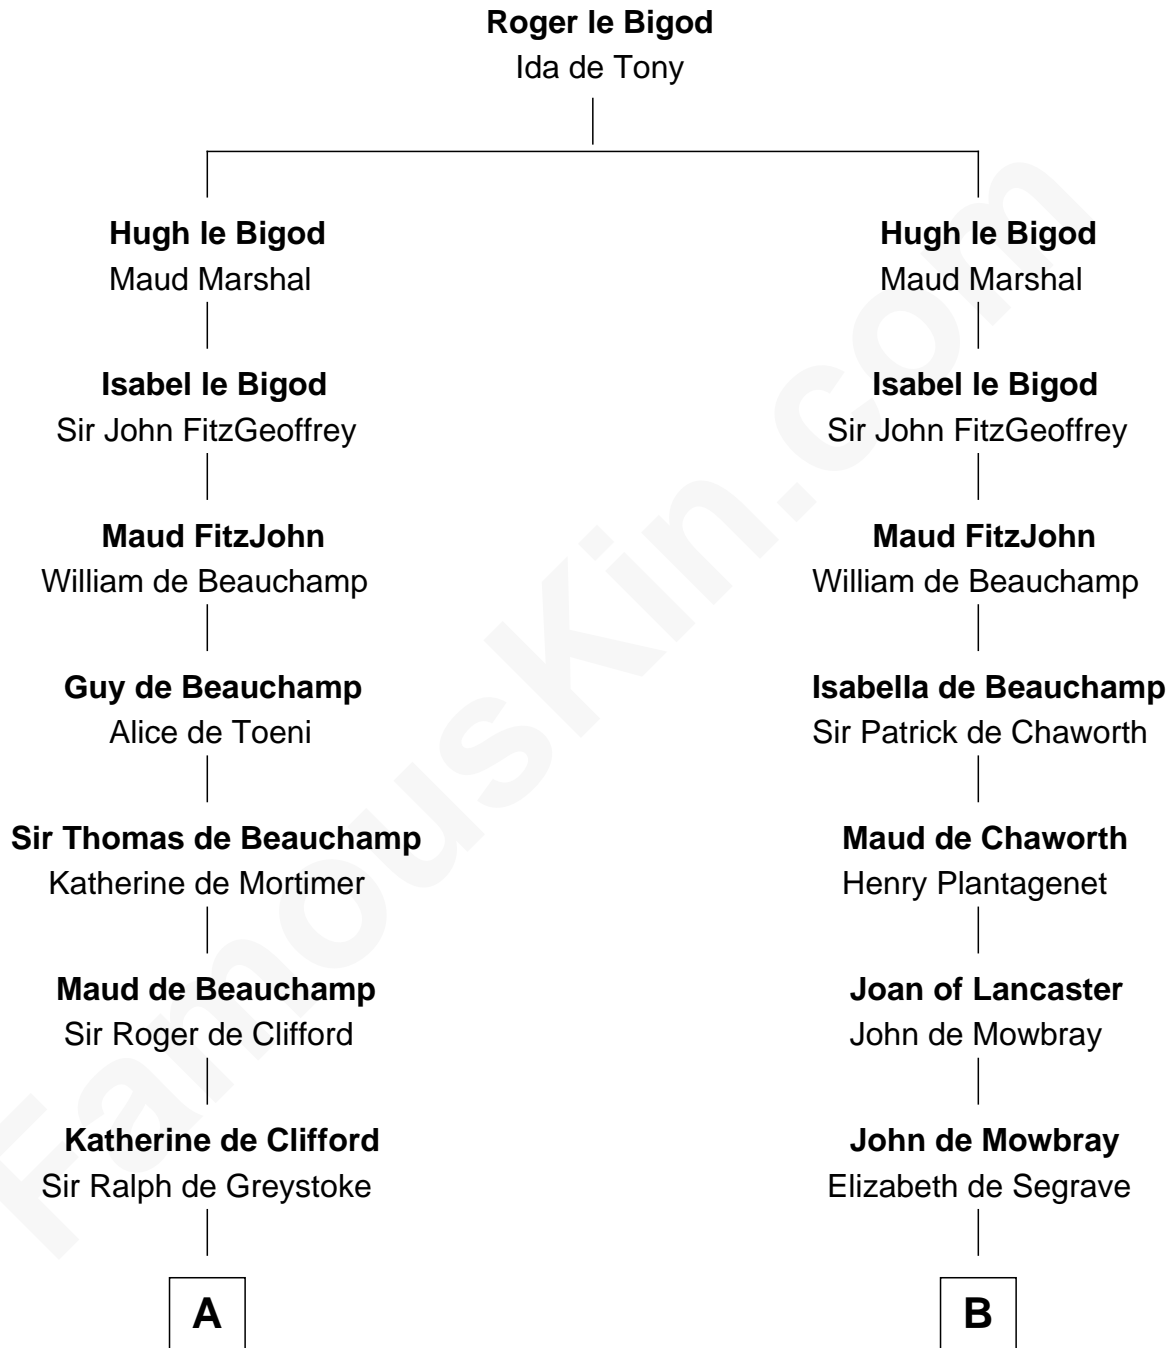 Roger le Bigod
Ida de Tony
Hugh le Bigod
Maud Marshal
Isabel le Bigod
Sir John FitzGeoffrey
Maud FitzJohn
William de Beauchamp
Guy de Beauchamp
Alice de Toeni
Sir Thomas de Beauchamp
Katherine de Mortimer
Maud de Beauchamp
Sir Roger de Clifford
Katherine de Clifford
Sir Ralph de Greystoke
A
Hugh le Bigod
Maud Marshal
Isabel le Bigod
Sir John FitzGeoffrey
Maud FitzJohn
William de Beauchamp
Isabella de Beauchamp
Sir Patrick de Chaworth
Maud de Chaworth
Henry Plantagenet
Joan of Lancaster
John de Mowbray
John de Mowbray
Elizabeth de Segrave
B
FamousKin.com